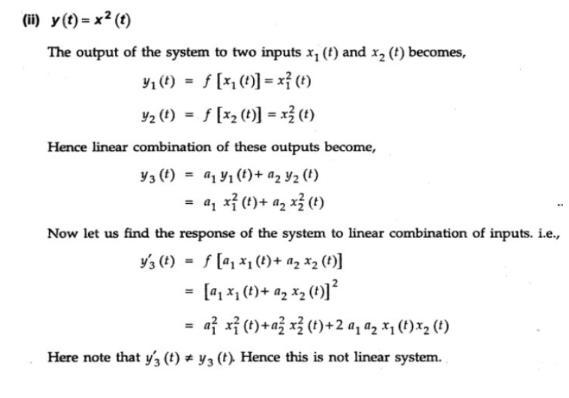 (ii) y(t) = x² (t)
The output of the system to two inputs x₁ (t) and x₂ (t) becomes,
y₁ (t) = f [x₁ (t)] = x₁² (t)
y₂ (t) = f [x₂ (t)] = x₂² (t)
Hence linear combination of these outputs become,
y₃ (t) = a₁ y₁ (t)+ a₂ y₂ (t)
= a₁ x₁² (t)+ a₂ x₂² (t)
Now let us find the response of the system to linear combination of inputs. i.e.,
y′₃ (t) = f [a₁ x₁ (t)+ a₂ x₂ (t)]
= [a₁ x₁ (t)+ a₂ x₂ (t)]²
= a₁² x₁² (t)+a₂² x₂² (t)+2 a₁ a₂ x₁ (t)x₂ (t)
Here note that y′₃ (t) ≠ y₃ (t). Hence this is not linear system.